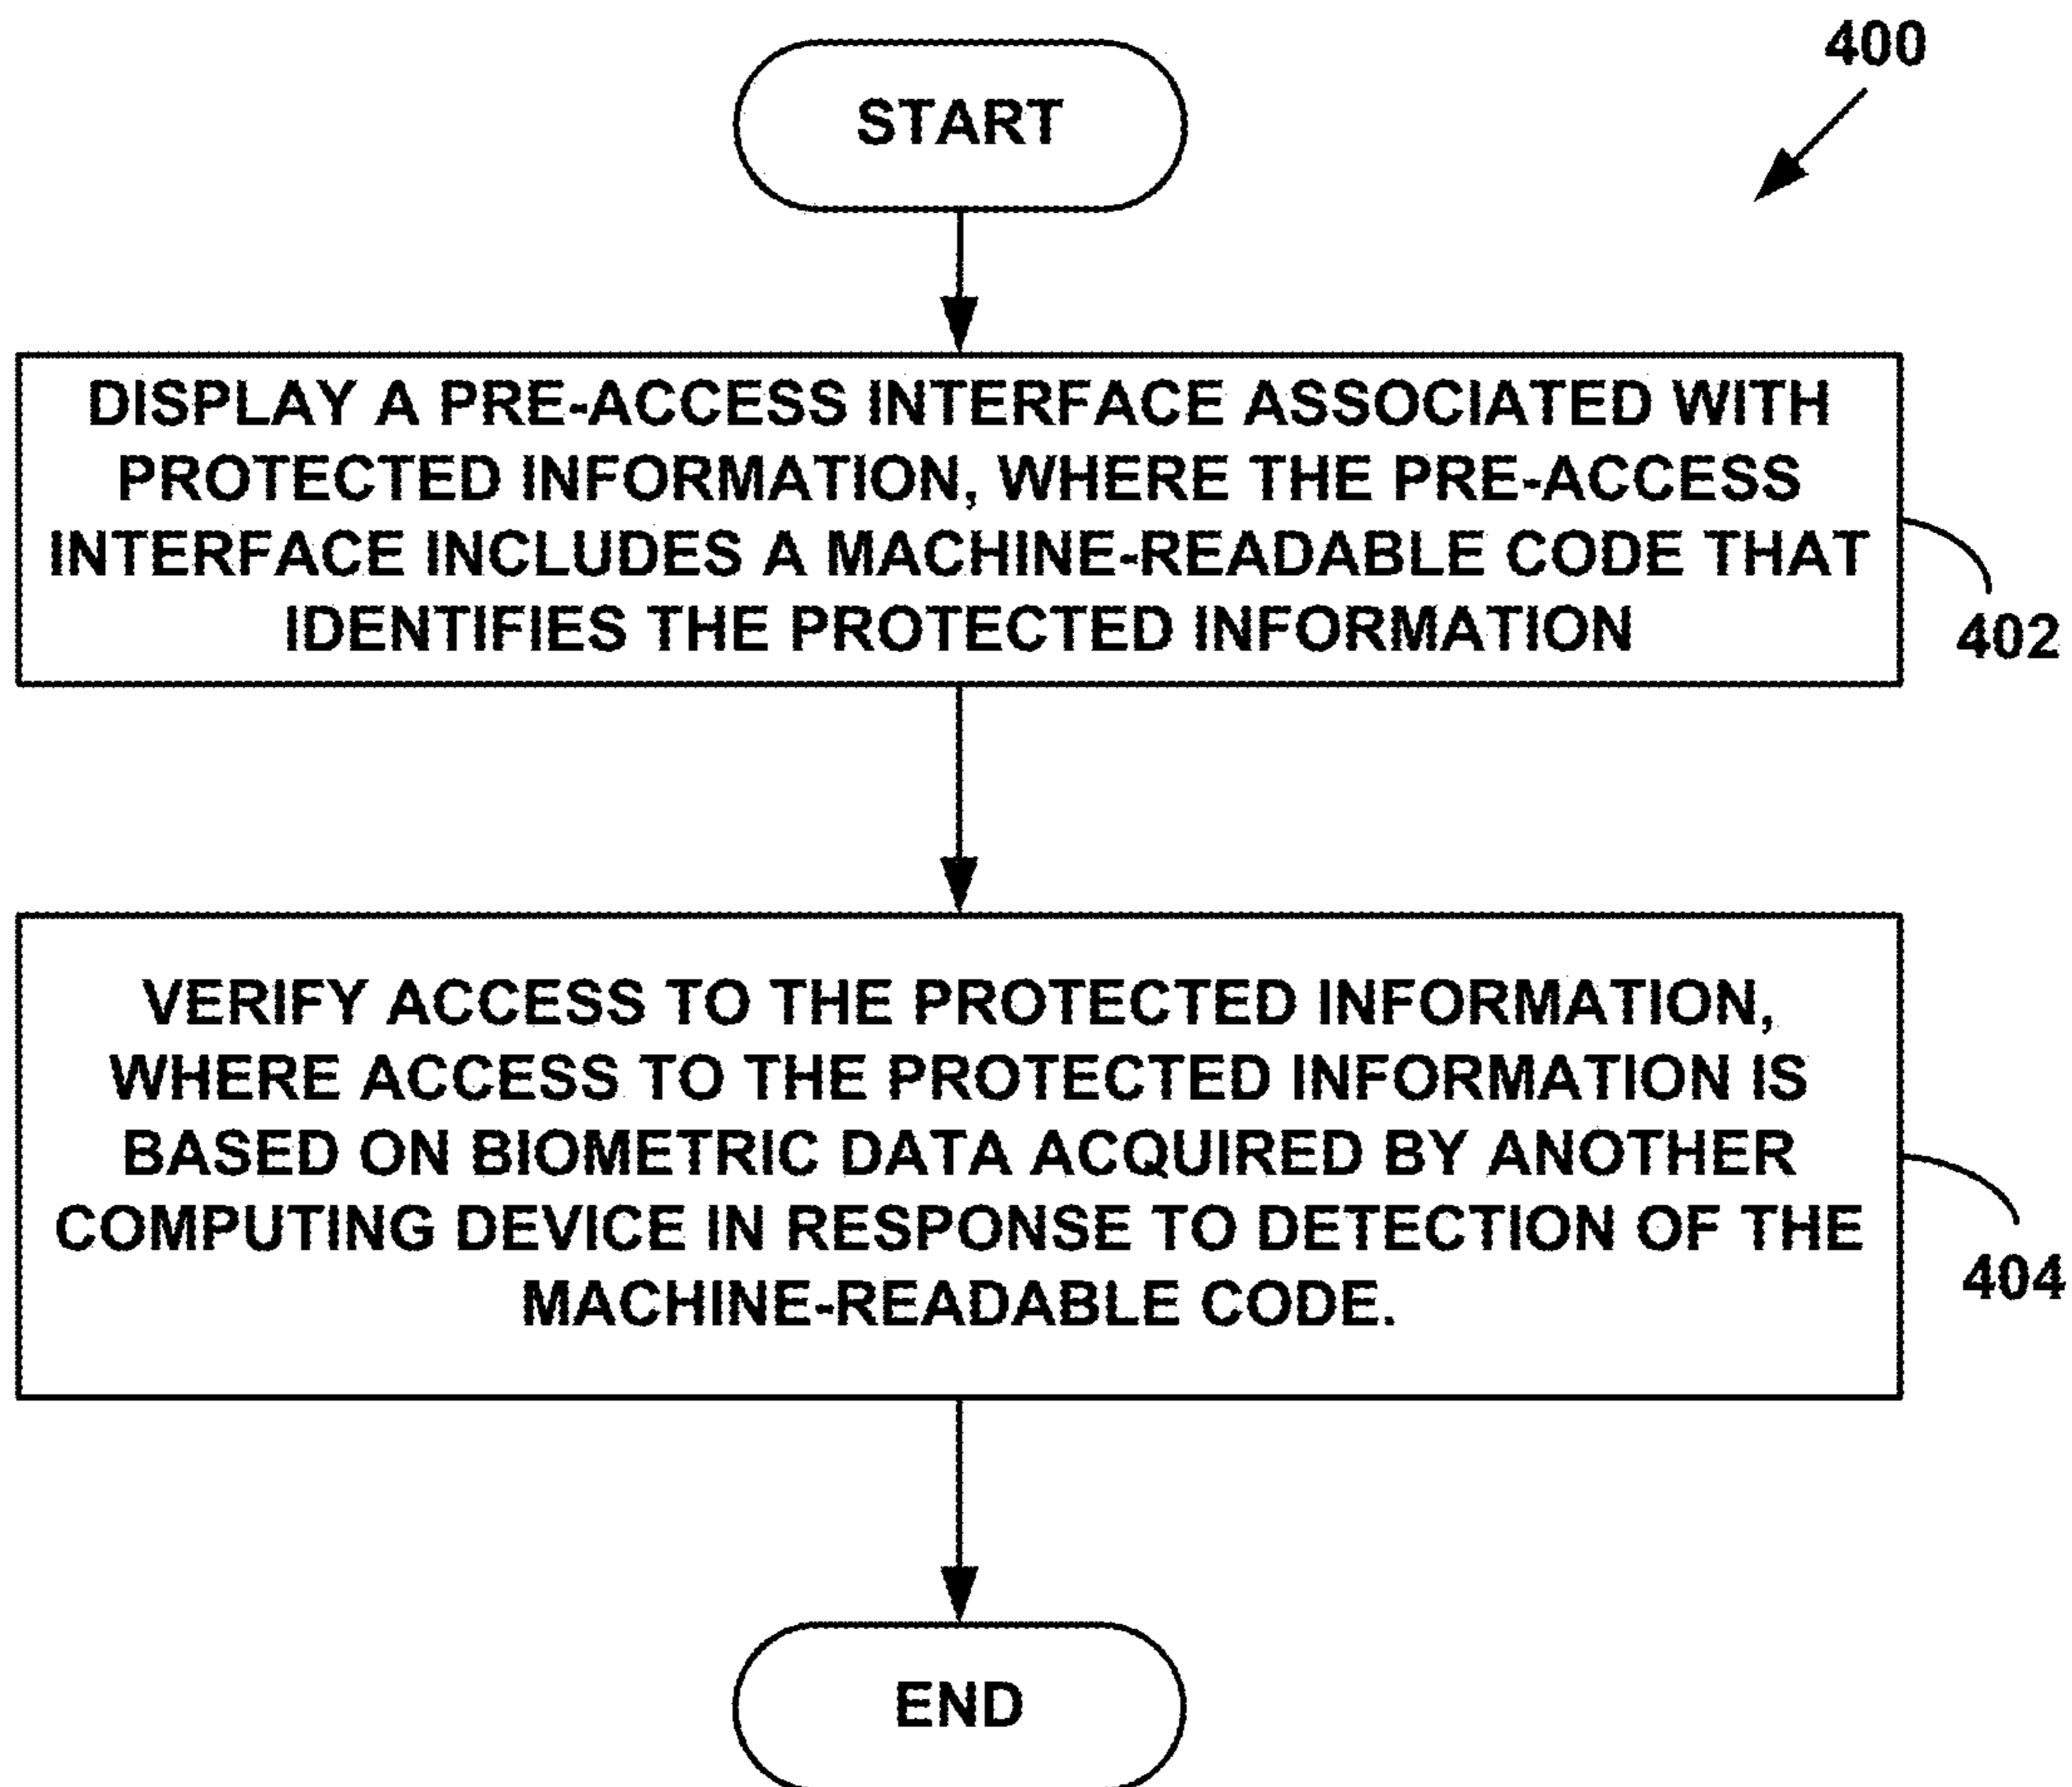 400
START
DISPLAY A PRE-ACCESS INTERFACE ASSOCIATED WITH
PROTECTED INFORMATION, WHERE THE PRE-ACCESS
INTERFACE INCLUDES A MACHINE-READABLE CODE THAT
IDENTIFIES THE PROTECTED INFORMATION
402
VERIFY ACCESS TO THE PROTECTED INFORMATION,
WHERE ACCESS TO THE PROTECTED INFORMATION IS
BASED ON BIOMETRIC DATA ACQUIRED BY ANOTHER
COMPUTING DEVICE IN RESPONSE TO DETECTION OF THE
MACHINE-READABLE CODE.
404
END